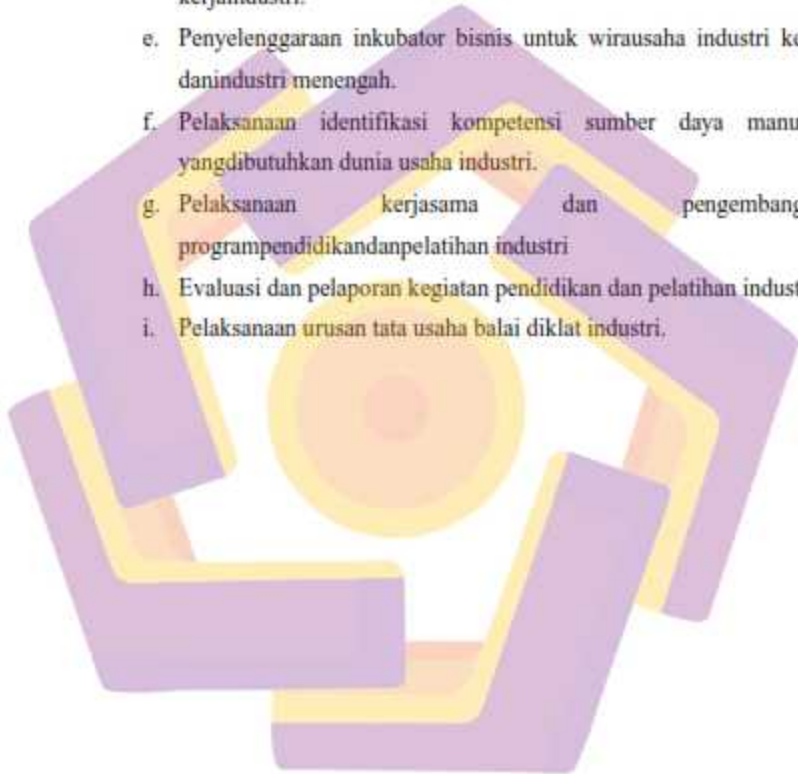 kerjaindustri.
e. Penyelenggaraan inkubator bisnis untuk wirausaha industri
danindustri menengah.
f. Pelaksanaan identifikasi kompetensi sumber daya
yangdibutuhkan dunia usaha industri.
g. Pelaksanaan kerjasama dan
programpendidikandanpelatihan industri
h. Evaluasi dan pelaporan kegiatan pendidikan dan pelatihan
i. Pelaksanaan urusan tata usaha balai diklat industri.